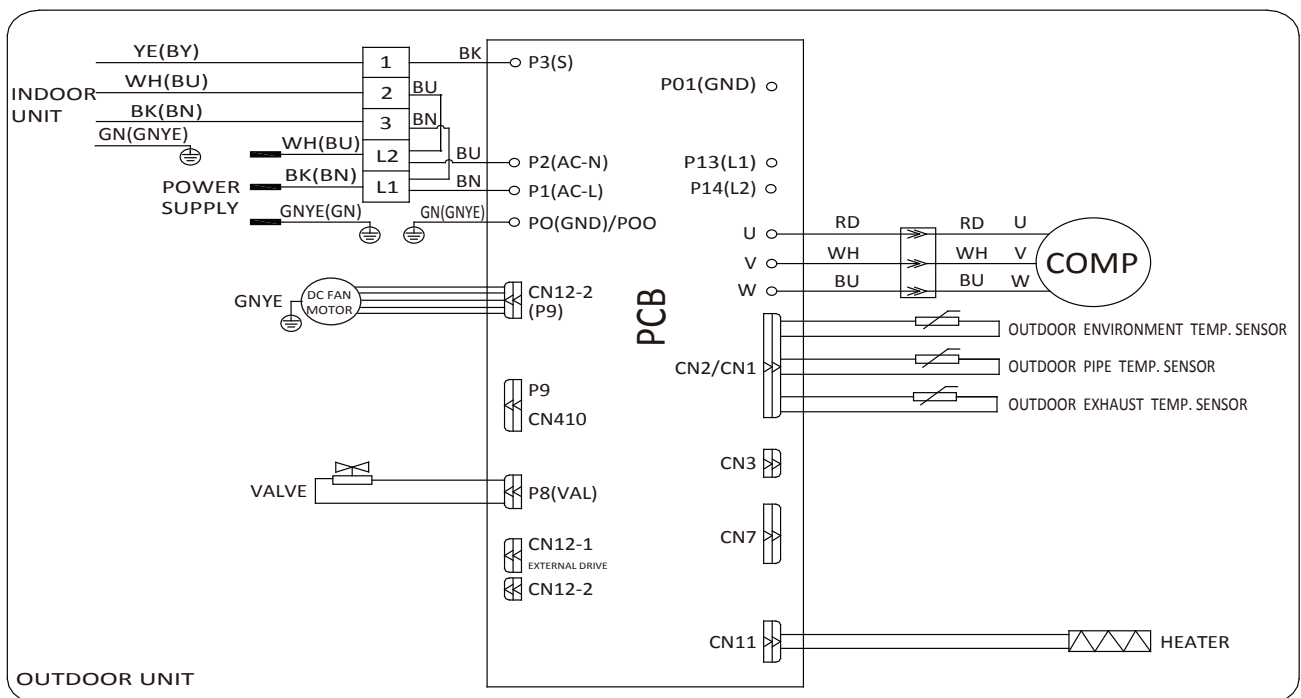 YE(BY)
WH(BU)
INDOOR
UNIT
BK(BN)
GN(GNYE)
1
2
3
L2
L1
BK
BU
BN
WH(BU)
BK(BN)
POWER
SUPPLY
GNYE(GN)
BU
BN
GN(GNYE)
P3(S)
P2(AC-N)
P1(AC-L)
PO(GND)/POO
P01(GND)
P13(L1)
P14(L2)
U
V
W
RD
WH
BU
RD
WH
BU
U
V
W
COMP
GNYE
DC FAN
MOTOR
CN12-2
(P9)
PCB
CN2/CN1
OUTDOOR ENVIRONMENT TEMP. SENSOR
OUTDOOR PIPE TEMP. SENSOR
OUTDOOR EXHAUST TEMP. SENSOR
P9
CN410
CN3
VALVE
P8(VAL)
CN7
CN12-1
EXTERNAL DRIVE
CN12-2
CN11
HEATER
OUTDOOR UNIT